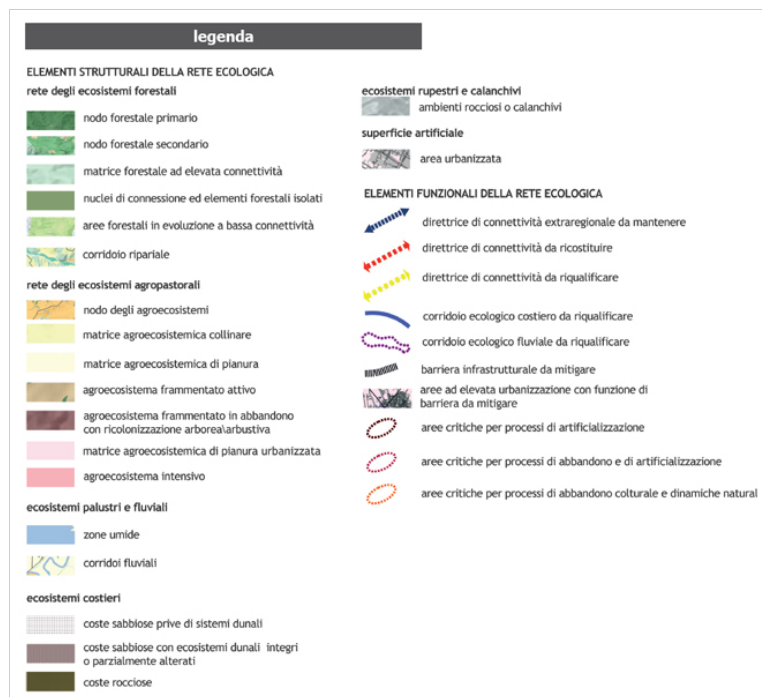 legenda
ELEMENTI STRUTTURALI DELLA RETE ECOLOGICA
rete degli ecosistemi forestali
nodo forestale primario
nodo forestale secondario
matrice forestale ad elevata connettività
nuclei di connessione ed elementi forestali isolati
aree forestali in evoluzione a bassa connettività
corridoio ripariale
rete degli ecosistemi agropastorali
nodo degli agroecosistemi
matrice agroecosistemica collinare
matrice agroecosistemica di pianura
agroecosistema frammentato attivo
agroecosistema frammentato in abbandono
con ricolonizzazione arborea\arbustiva
matrice agroecosistemica di pianura urbanizzata
agroecosistema intensivo
ecosistemi palustri e fluviali
zone umide
corridoi fluviali
ecosistemi costieri
coste sabbiose prive di sistemi dunali
coste sabbiose con ecosistemi dunali integri
o parzialmente alterati
coste rocciose
ecosistemi rupestri e calanchivi
ambienti rocciosi o calanchivi
superficie artificiale
area urbanizzata
ELEMENTI FUNZIONALI DELLA RETE ECOLOGICA
direttrice di connettività extraregionale da mantenere
direttrice di connettività da ricostituire
direttrice di connettività da riqualificare
corridoio ecologico costiero da riqualificare
corridoio ecologico fluviale da riqualificare
barriera infrastrutturale da mitigare
aree ad elevata urbanizzazione con funzione di
barriera da mitigare
aree critiche per processi di artificializzazione
aree critiche per processi di abbandono e di artificializzazione
aree critiche per processi di abbandono colturale e dinamiche natural